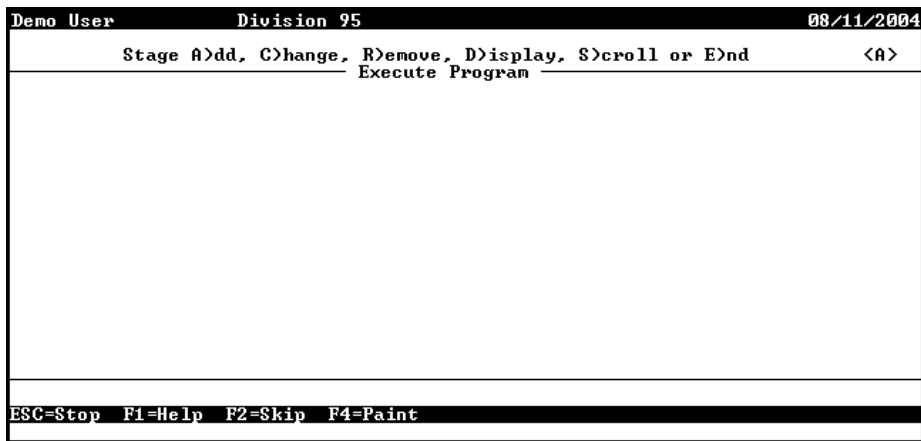 Demo User Division 95 08/11/2004
Stage A)dd, C)hange, R)emove, D)isplay, S)croll or E)nd <A>
Execute Program
ESC=Stop F1=Help F2=Skip F4=Paint